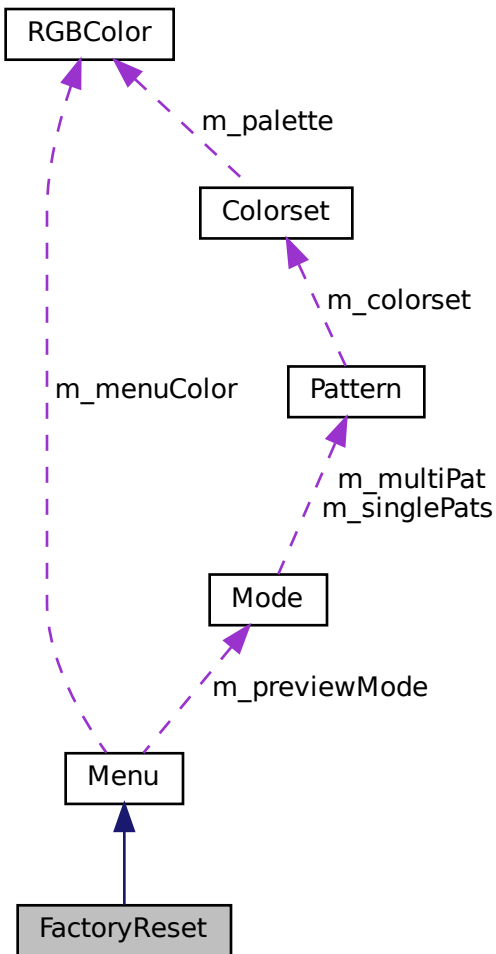 RGBColor
m_palette
Colorset
m_colorset
m_menuColor
Pattern
m_multiPat
m_singlePats
Mode
m_previewMode
Menu
FactoryReset